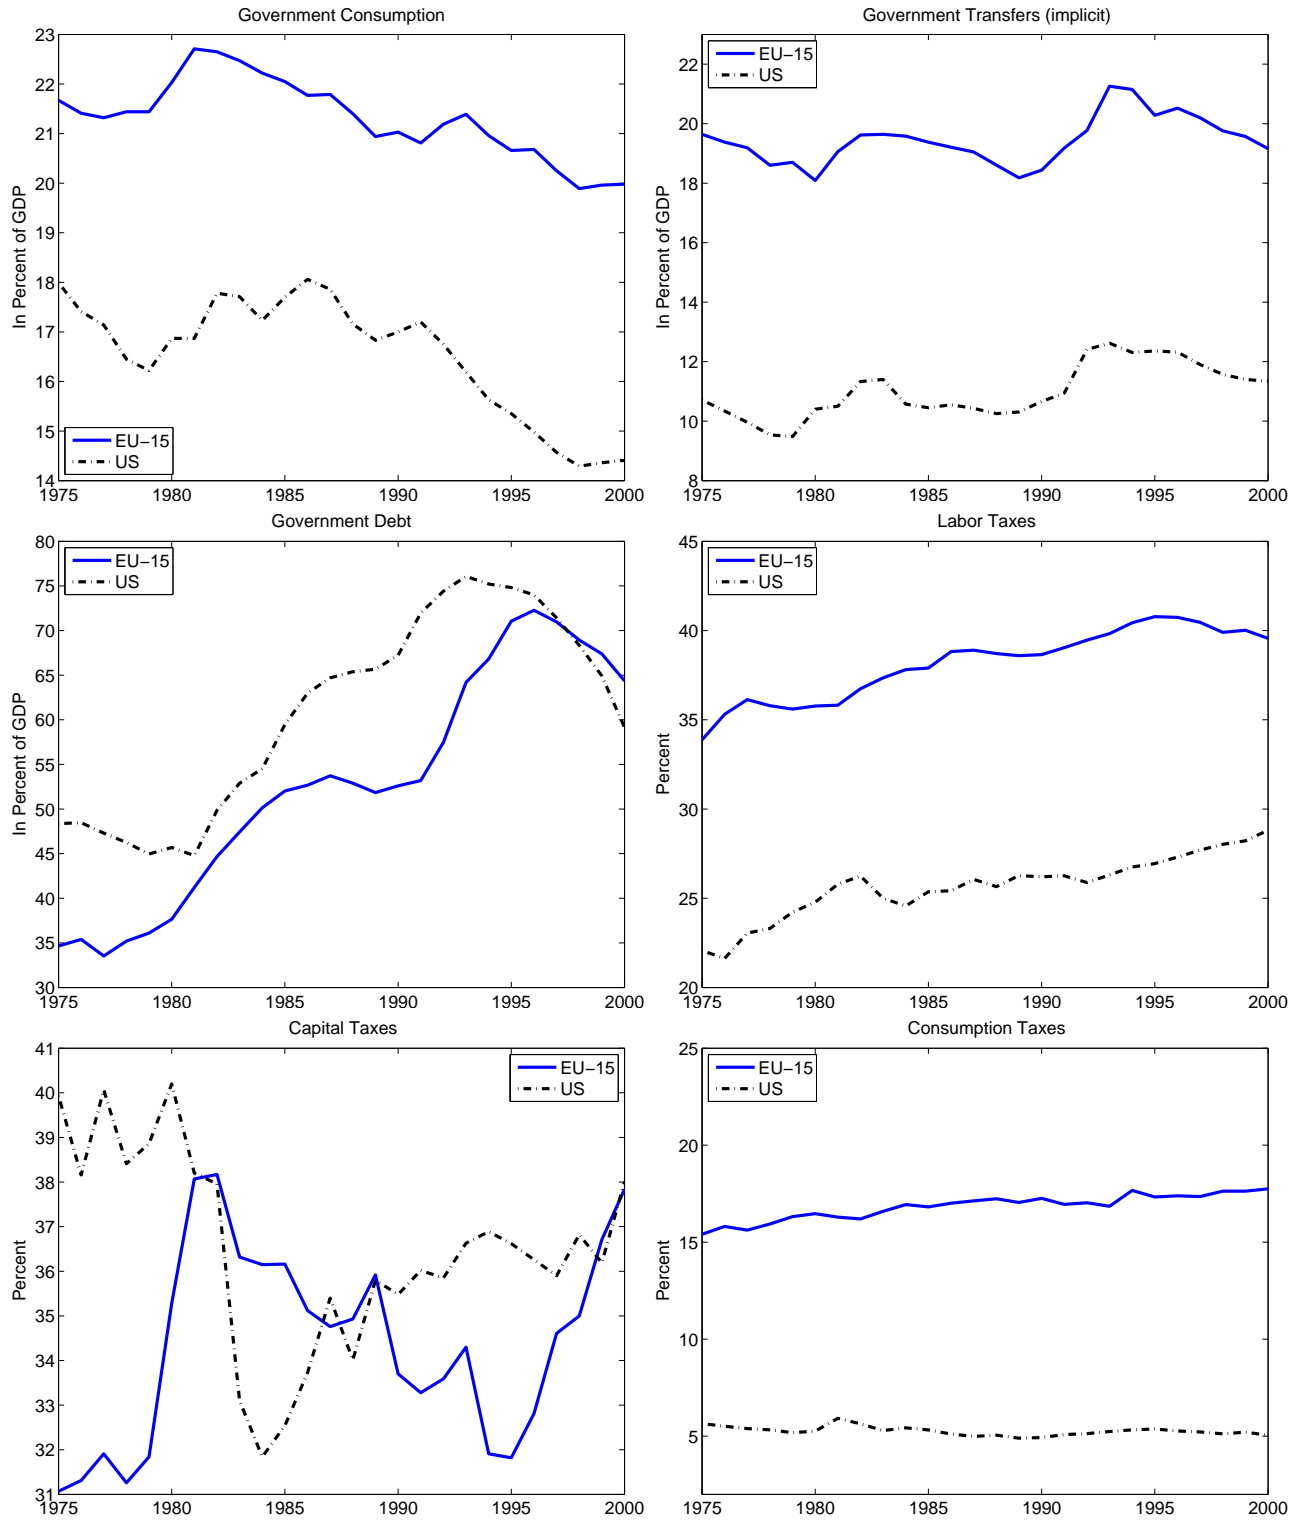 Government Consumption
23
22
21
20
19
18
17
16
15
14
In Percent of GDP
EU−15
US
1975 1980 1985 1990 1995 2000
Government Transfers (implicit)
22
20
18
16
14
12
10
8
In Percent of GDP
EU−15
US
1975 1980 1985 1990 1995 2000
Government Debt
80
75
70
65
60
55
50
45
40
35
30
In Percent of GDP
EU−15
US
1975 1980 1985 1990 1995 2000
Labor Taxes
45
40
35
30
25
20
Percent
EU−15
US
1975 1980 1985 1990 1995 2000
Capital Taxes
41
40
39
38
37
36
35
34
33
32
31
Percent
EU−15
US
1975 1980 1985 1990 1995 2000
Consumption Taxes
25
20
15
10
5
Percent
EU−15
US
1975 1980 1985 1990 1995 2000